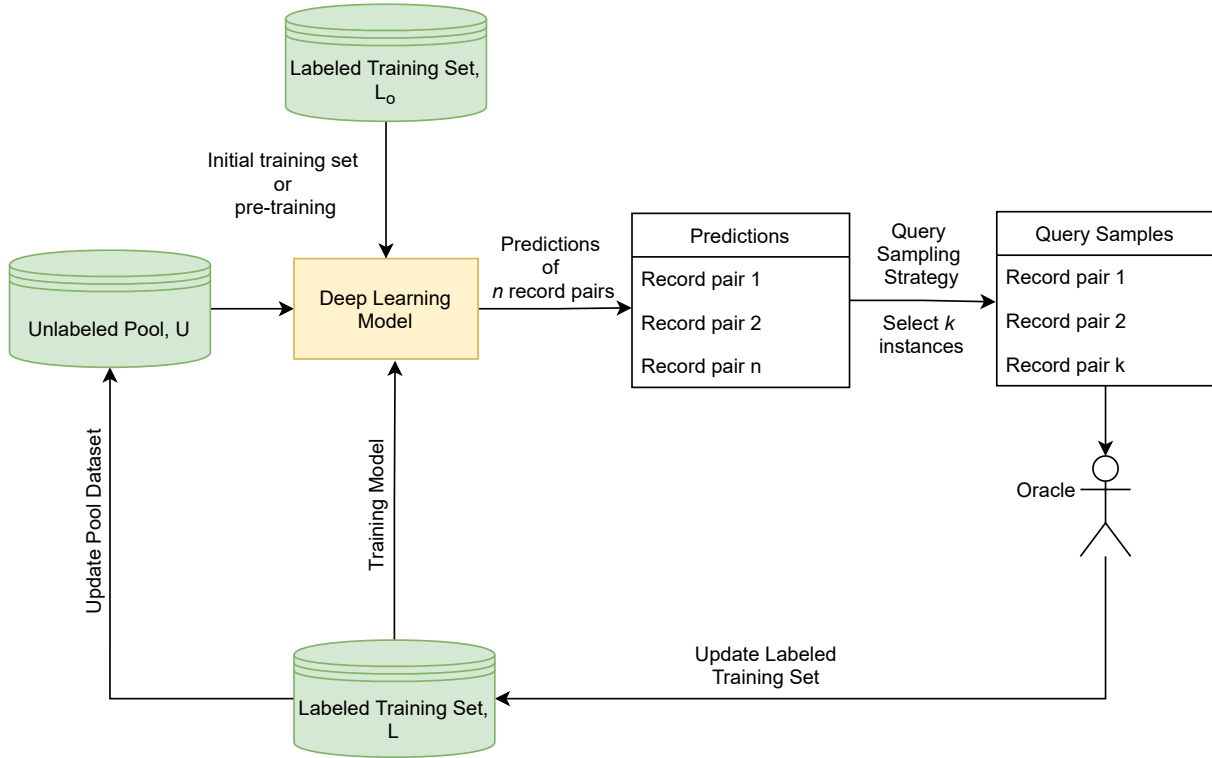 Labeled Training Set,
Lo
Initial training set
or
pre-training
Unlabeled Pool, U
Deep Learning
Model
Predictions
of
n record pairs
Predictions
Record pair 1
Record pair 2
Record pair n
Query
Sampling
Strategy
Select k
instances
Query Samples
Record pair 1
Record pair 2
Record pair k
Oracle
Update Pool Dataset
Training Model
Update Labeled
Training Set
Labeled Training Set,
L